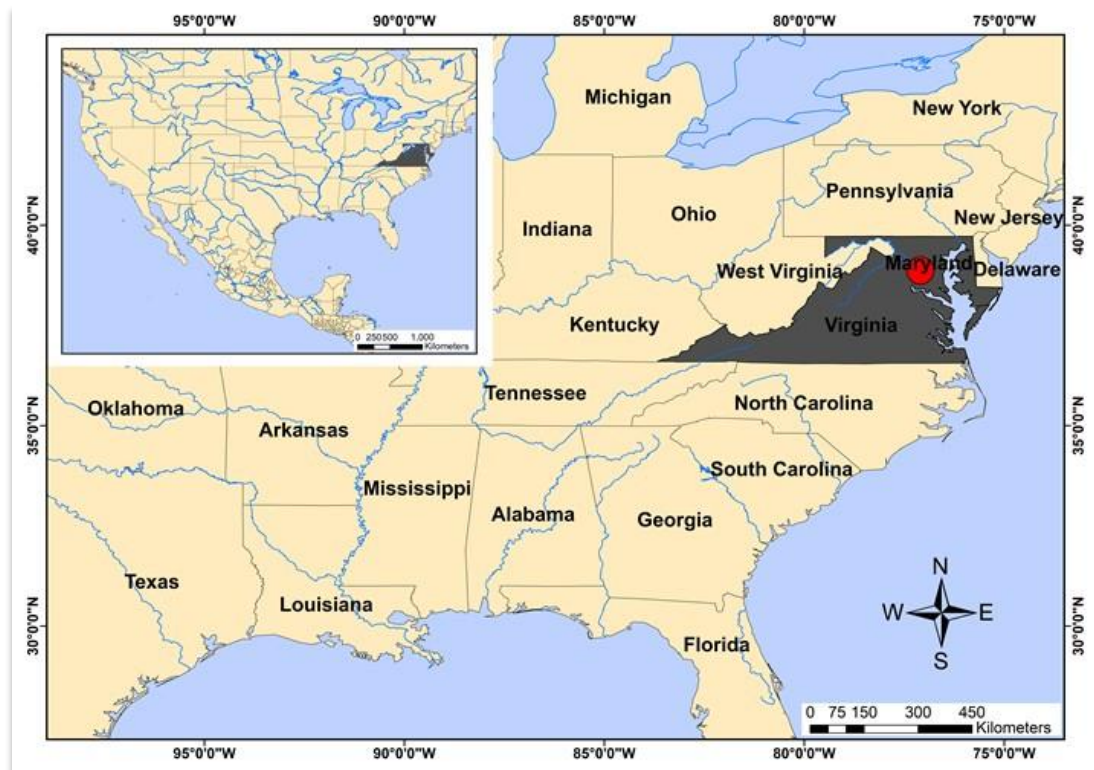 95°0'0"W 90°0'0"W 85°0'0"W 80°0'0"W 75°0'0"W
Michigan
New York
Pennsylvania
40°0'0"N
Ohio
New Jersey
40°0'0"N
Indiana
Maryland
West Virginia
Delaware
Kentucky
Virginia
0 250 500 1,000
Kilometers
Tennessee
North Carolina
Oklahoma
Arkansas
35°0'0"N
35°0'0"N
South Carolina
Mississippi
Alabama
Georgia
Texas
Louisiana
30°0'0"N
30°0'0"N
N
W E
S
Florida
0 75 150 300 450
Kilometers
95°0'0"W 90°0'0"W 85°0'0"W 80°0'0"W 75°0'0"W